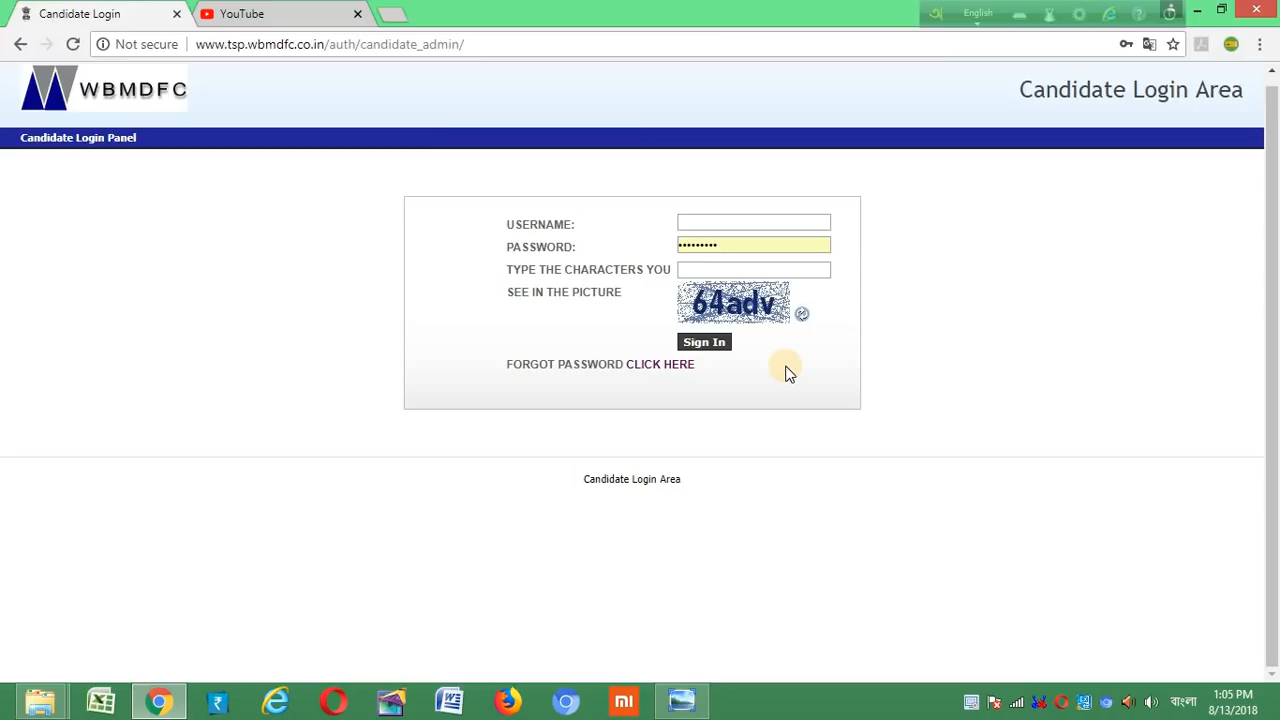 Candidate Login
YouTube
English
Not secure
www.tsp.wbmdfc.co.in/auth/candidate_admin/
WBMDFC
Candidate Login Area
Candidate Login Panel
USERNAME:
PASSWORD: •••••••••
TYPE THE CHARACTERS YOU
SEE IN THE PICTURE
64adv
Sign In
FORGOT PASSWORD CLICK HERE
Candidate Login Area
বাংলা
1:05 PM
8/13/2018